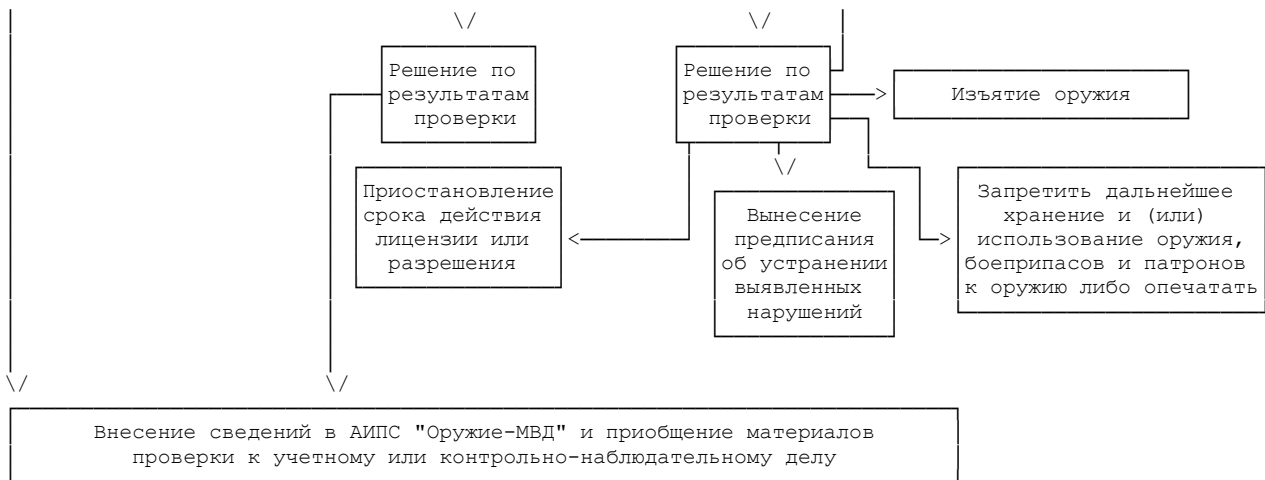 Решение по
результатам
проверки
Решение по
результатам
проверки
Изъятие оружия
Приостановление
срока действия
лицензии или
разрешения
Вынесение
предписания
об устранении
выявленных
нарушений
Запретить дальнейшее
хранение и (или)
использование оружия,
боеприпасов и патронов
к оружию либо опечатать
Внесение сведений в АИПС "Оружие-МВД" и приобщение материалов
проверки к учетному или контрольно-наблюдательному делу